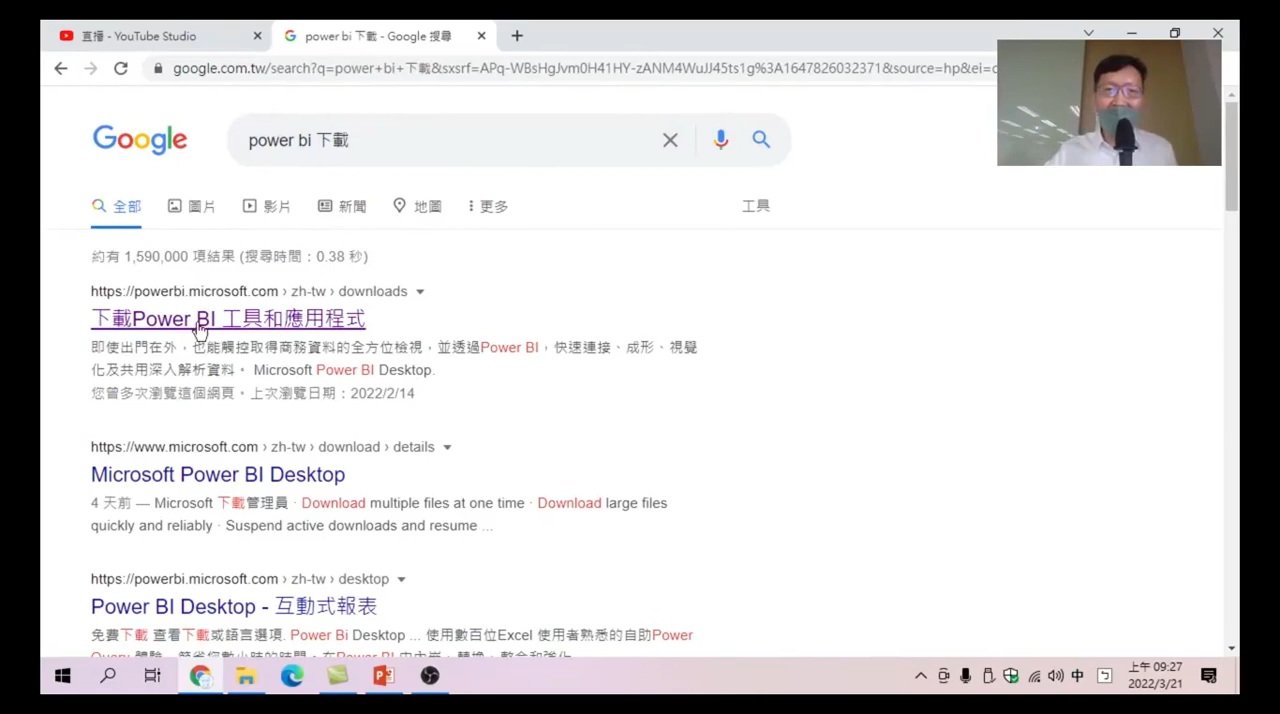 直播 - YouTube Studio
power bi 下載 - Google 搜尋
google.com.tw/search?q=power+bi+下載&sxsrf=APq-WBsHgJvm0H41HY-zANM4WuJJ45ts1g%3A1647826032371&source=hp&ei=
Google
power bi 下載
全部 圖片 影片 新聞 地圖 更多 工具
約有 1,590,000 項結果 (搜尋時間：0.38 秒)
https://powerbi.microsoft.com › zh-tw › downloads
下載Power BI 工具和應用程式
即使出門在外，也能觸控取得商務資料的全方位檢視，並透過Power BI，快速連接、成形、視覺
化及共用深入解析資料。 Microsoft Power BI Desktop.
您曾多次瀏覽這個網頁。上次瀏覽日期：2022/2/14
https://www.microsoft.com › zh-tw › download › details
Microsoft Power BI Desktop
4 天前 — Microsoft 下載管理員 · Download multiple files at one time · Download large files
quickly and reliably · Suspend active downloads and resume ...
https://powerbi.microsoft.com › zh-tw › desktop
Power BI Desktop - 互動式報表
免費下載 查看下載或語言選項. Power Bi Desktop ... 使用數百位Excel 使用者熟悉的自助Power
中
上午 09:27
2022/3/21